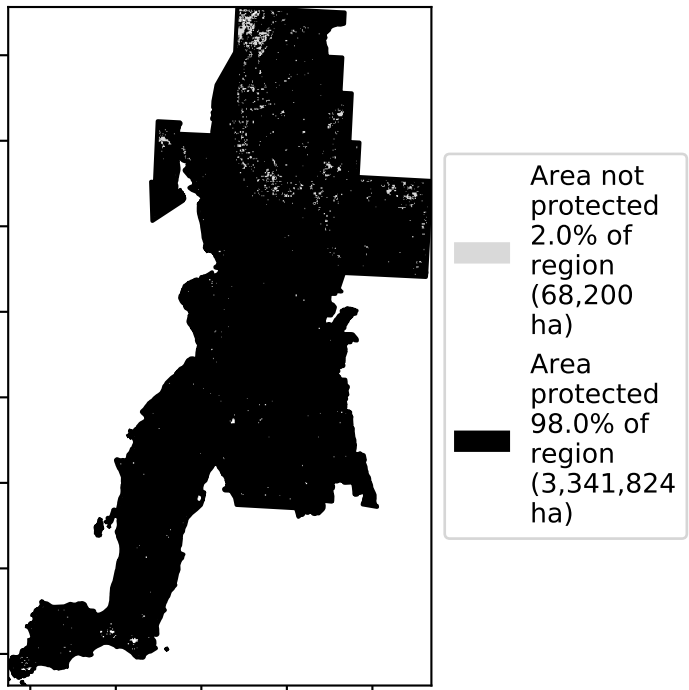 Area not
protected
2.0% of
region
(68,200
ha)
Area
protected
98.0% of
region
(3,341,824
ha)